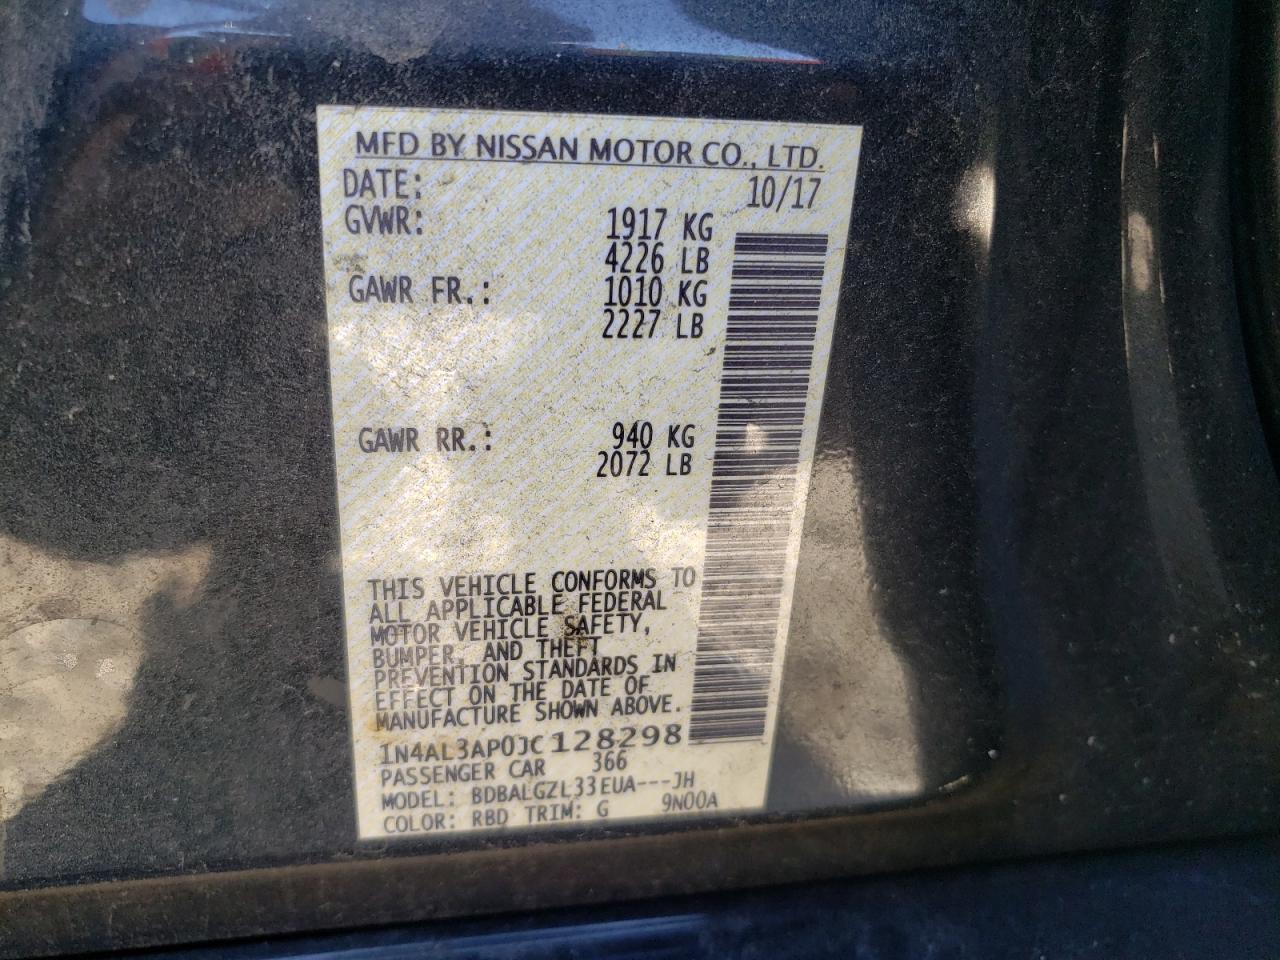 MFD BY NISSAN MOTOR CO., LTD.
DATE: 10/17
GVWR: 1917 KG
4226 LB
GAWR FR.: 1010 KG
2227 LB
GAWR RR.: 940 KG
2072 LB
THIS VEHICLE CONFORMS TO
ALL APPLICABLE FEDERAL
MOTOR VEHICLE SAFETY,
BUMPER, AND THEFT
PREVENTION STANDARDS IN
EFFECT ON THE DATE OF
MANUFACTURE SHOWN ABOVE.
1N4AL3AP0JC128298
PASSENGER CAR 366
MODEL: BDBALGZL33EUA---JH
COLOR: RBD TRIM: G 9N00A